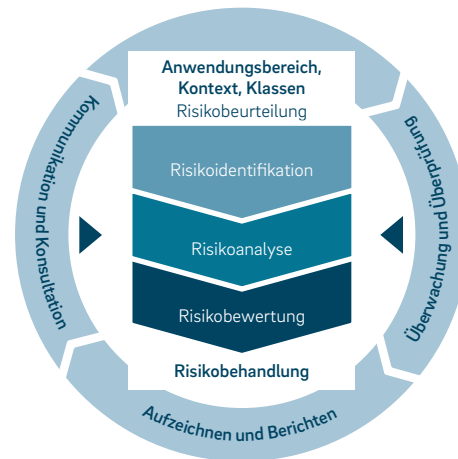 Anwendungsbereich,
Kontext, Klassen
Risikobeurteilung
Risikoidentifikation
Risikoanalyse
Risikobewertung
Risikobehandlung
Kommunikation und Konsultation
Überwachung und Überprüfung
Aufzeichnen und Berichten